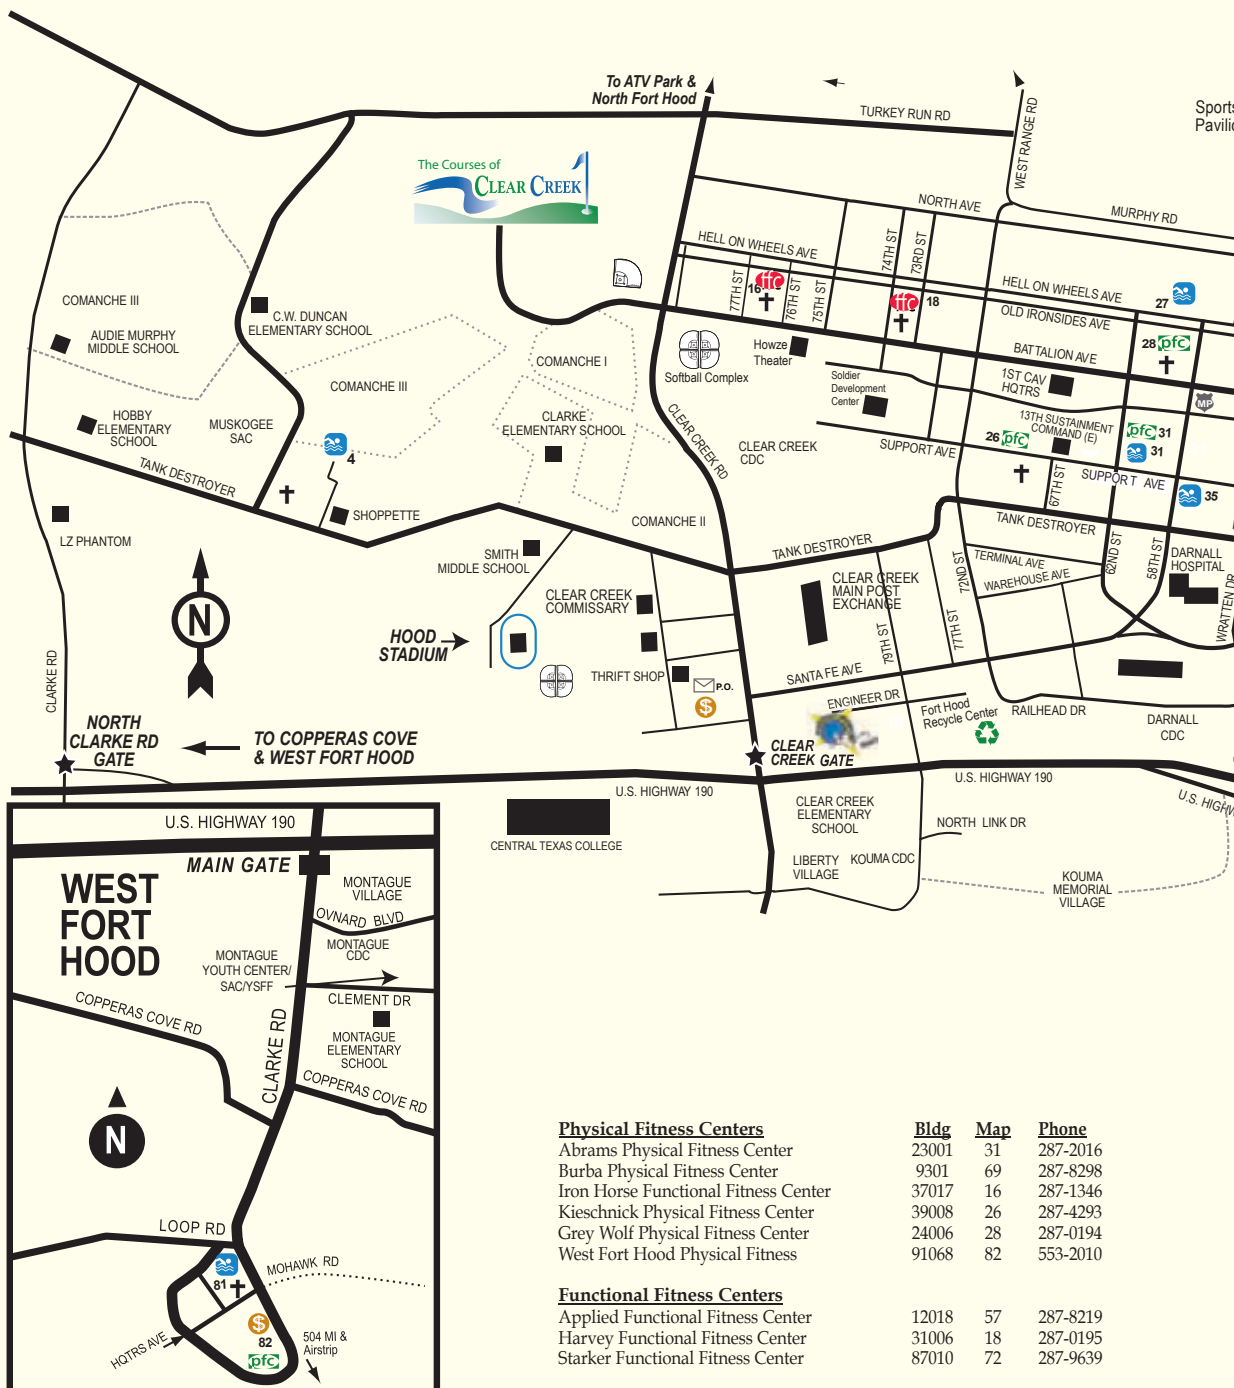 To ATV Park &
North Fort Hood
TURKEY RUN RD
WEST RANGE RD
Sports
Pavilio
The Courses of
CLEAR CREEK
NORTH AVE
MURPHY RD
HELL ON WHEELS AVE
74TH ST
73RD ST
77TH ST
16
ffc
76TH ST
75TH ST
ffc
18
HELL ON WHEELS AVE
27
OLD IRONSIDES AVE
BATTALION AVE
28 pfc
COMANCHE III
AUDIE MURPHY
MIDDLE SCHOOL
C.W. DUNCAN
ELEMENTARY SCHOOL
COMANCHE III
COMANCHE I
Softball Complex
Howze
Theater
Soldier
Development
Center
1ST CAV
HQTRS
MP
HOBBY
ELEMENTARY
SCHOOL
MUSKOGEE
SAC
4
CLARKE
ELEMENTARY SCHOOL
CLEAR CREEK RD
CLEAR CREEK
CDC
SUPPORT AVE
26 pfc
13TH SUSTAINMENT
COMMAND (E)
pfc 31
31
67TH ST
SUPPORT AVE
35
TANK DESTROYER
SHOPPETTE
COMANCHE II
TANK DESTROYER
TANK DESTROYER
LZ PHANTOM
SMITH
MIDDLE SCHOOL
CLEAR CREEK
COMMISSARY
CLEAR CREEK
MAIN POST
EXCHANGE
72ND ST
TERMINAL AVE
WAREHOUSE AVE
62ND ST
58TH ST
DARNALL
HOSPITAL
WRATTEN DR
N
HOOD
STADIUM
79TH ST
77TH ST
THRIFT SHOP
P.O.
$
SANTA FE AVE
ENGINEER DR
Fort Hood
Recycle Center
RAILHEAD DR
DARNALL
CDC
CLARKE RD
NORTH
CLARKE RD
GATE
TO COPPERAS COVE
& WEST FORT HOOD
CLEAR
CREEK GATE
U.S. HIGHWAY 190
U.S. HIGHWAY 190
U.S. HIGHW
CENTRAL TEXAS COLLEGE
CLEAR CREEK
ELEMENTARY
SCHOOL
NORTH LINK DR
LIBERTY
VILLAGE
KOUMA CDC
KOUMA
MEMORIAL
VILLAGE
U.S. HIGHWAY 190
MAIN GATE
WEST
FORT
HOOD
MONTAGUE
VILLAGE
OVNARD BLVD
MONTAGUE
CDC
MONTAGUE
YOUTH CENTER/
SAC/YSFF
CLEMENT DR
COPPERAS COVE RD
CLARKE RD
MONTAGUE
ELEMENTARY
SCHOOL
COPPERAS COVE RD
N
LOOP RD
81
MOHAWK RD
$
82
pfc
HQTRS AVE
504 MI &
Airstrip
Physical Fitness Centers Bldg Map Phone
Abrams Physical Fitness Center 23001 31 287-2016
Burba Physical Fitness Center 9301 69 287-8298
Iron Horse Functional Fitness Center 37017 16 287-1346
Kieschnick Physical Fitness Center 39008 26 287-4293
Grey Wolf Physical Fitness Center 24006 28 287-0194
West Fort Hood Physical Fitness 91068 82 553-2010
Functional Fitness Centers
Applied Functional Fitness Center 12018 57 287-8219
Harvey Functional Fitness Center 31006 18 287-0195
Starker Functional Fitness Center 87010 72 287-9639